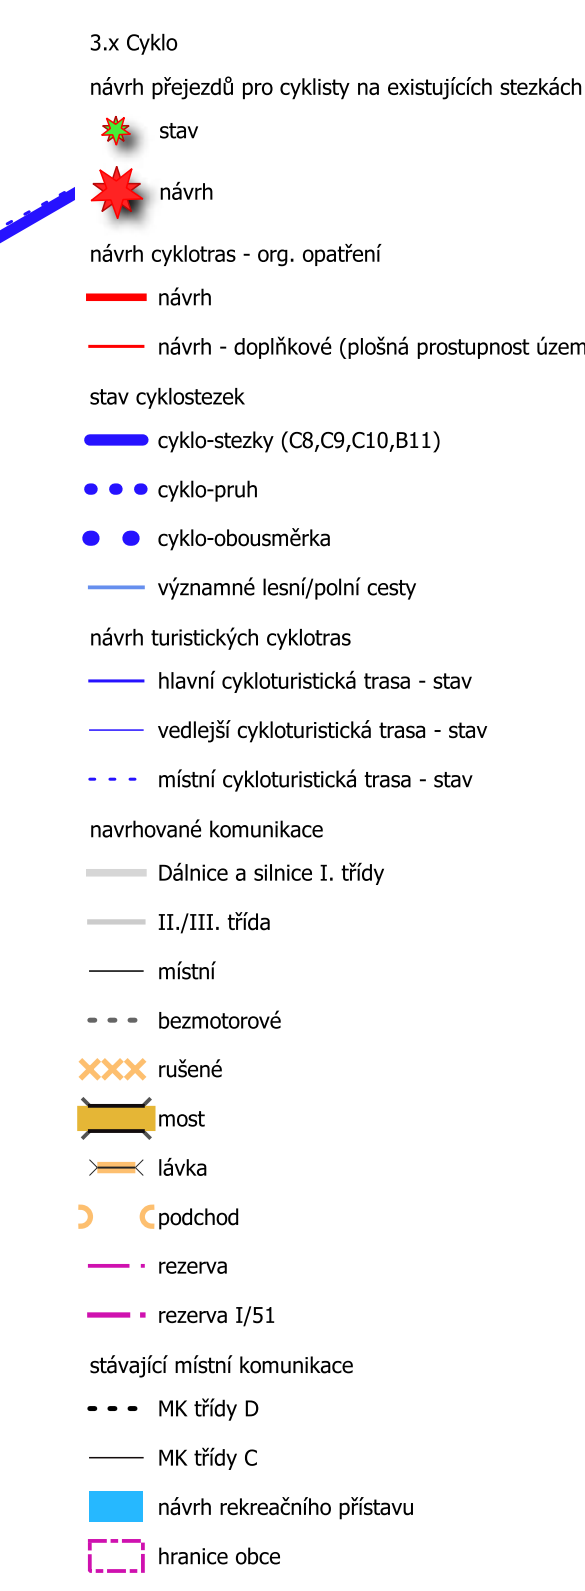 3.x Cyklo
návrh přejezdů pro cyklisty na existujících stezkách
stav
návrh
návrh cyklotras - org. opatření
návrh
návrh - doplňkové (plošná prostupnost územ
stav cyklostezek
cyklo-stezky (C8,C9,C10,B11)
cyklo-pruh
cyklo-obousměrka
významné lesní/polní cesty
návrh turistických cyklotras
hlavní cykloturistická trasa - stav
vedlejší cykloturistická trasa - stav
místní cykloturistická trasa - stav
navrhované komunikace
Dálnice a silnice I. třídy
II./III. třída
místní
bezmotorové
rušené
most
lávka
podchod
rezerva
rezerva I/51
stávající místní komunikace
MK třídy D
MK třídy C
návrh rekreačního přístavu
hranice obce